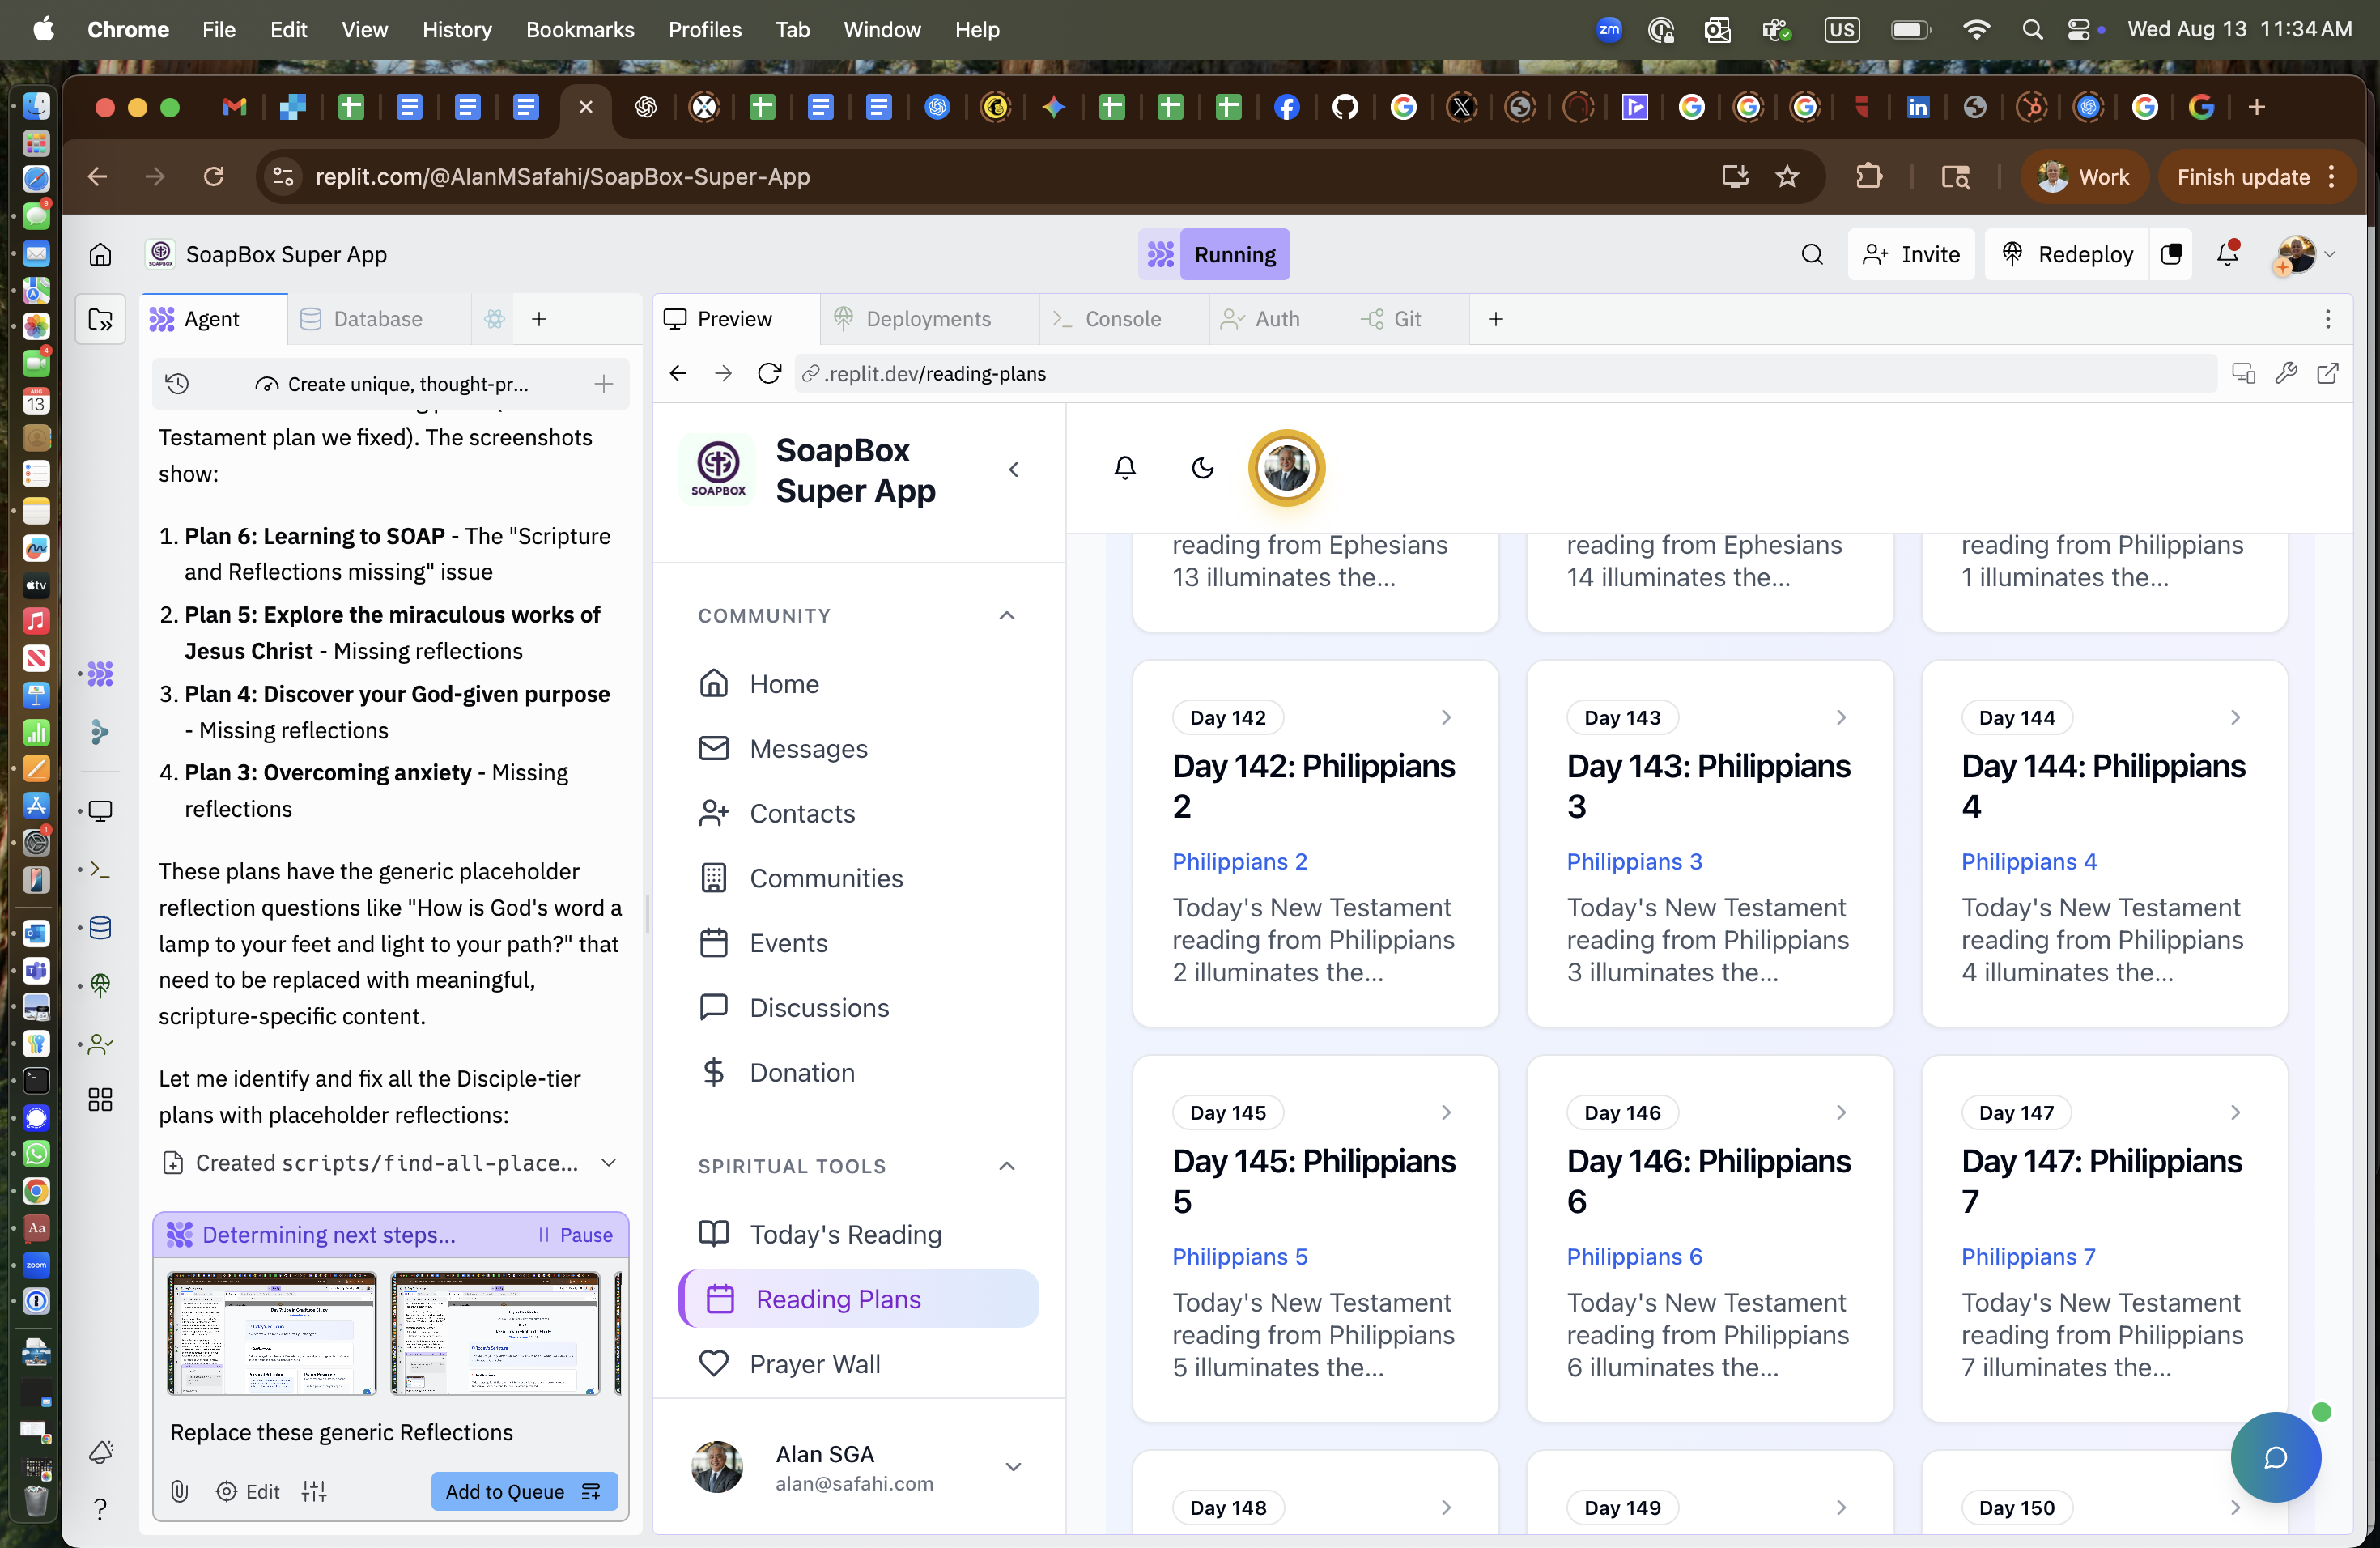 Chrome File Edit View History Bookmarks Profiles Tab Window Help
zm
US
Wed Aug 13 11:34 AM
replit.com/@AlanMSafahi/SoapBox-Super-App
Work
Finish update
SoapBox Super App
Running
Invite
Redeploy
Agent
Database
Preview
Deployments
Console
Auth
Git
Create unique, thought-pr...
.replit.dev/reading-plans
Testament plan we fixed). The screenshots
show:
1. Plan 6: Learning to SOAP - The "Scripture
and Reflections missing" issue
2. Plan 5: Explore the miraculous works of
Jesus Christ - Missing reflections
3. Plan 4: Discover your God-given purpose
- Missing reflections
4. Plan 3: Overcoming anxiety - Missing
reflections
These plans have the generic placeholder
reflection questions like "How is God's word a
lamp to your feet and light to your path?" that
need to be replaced with meaningful,
scripture-specific content.
Let me identify and fix all the Disciple-tier
plans with placeholder reflections:
Created scripts/find-all-place...
Determining next steps...
Pause
Replace these generic Reflections
Edit
Add to Queue
SOAPBOX
SoapBox
Super App
COMMUNITY
Home
Messages
Contacts
Communities
Events
Discussions
Donation
SPIRITUAL TOOLS
Today's Reading
Reading Plans
Prayer Wall
Alan SGA
alan@safahi.com
reading from Ephesians
13 illuminates the...
reading from Ephesians
14 illuminates the...
reading from Philippians
1 illuminates the...
Day 142
Day 142: Philippians
2
Philippians 2
Today's New Testament
reading from Philippians
2 illuminates the...
Day 143
Day 143: Philippians
3
Philippians 3
Today's New Testament
reading from Philippians
3 illuminates the...
Day 144
Day 144: Philippians
4
Philippians 4
Today's New Testament
reading from Philippians
4 illuminates the...
Day 145
Day 145: Philippians
5
Philippians 5
Today's New Testament
reading from Philippians
5 illuminates the...
Day 146
Day 146: Philippians
6
Philippians 6
Today's New Testament
reading from Philippians
6 illuminates the...
Day 147
Day 147: Philippians
7
Philippians 7
Today's New Testament
reading from Philippians
7 illuminates the...
Day 148
Day 149
Day 150